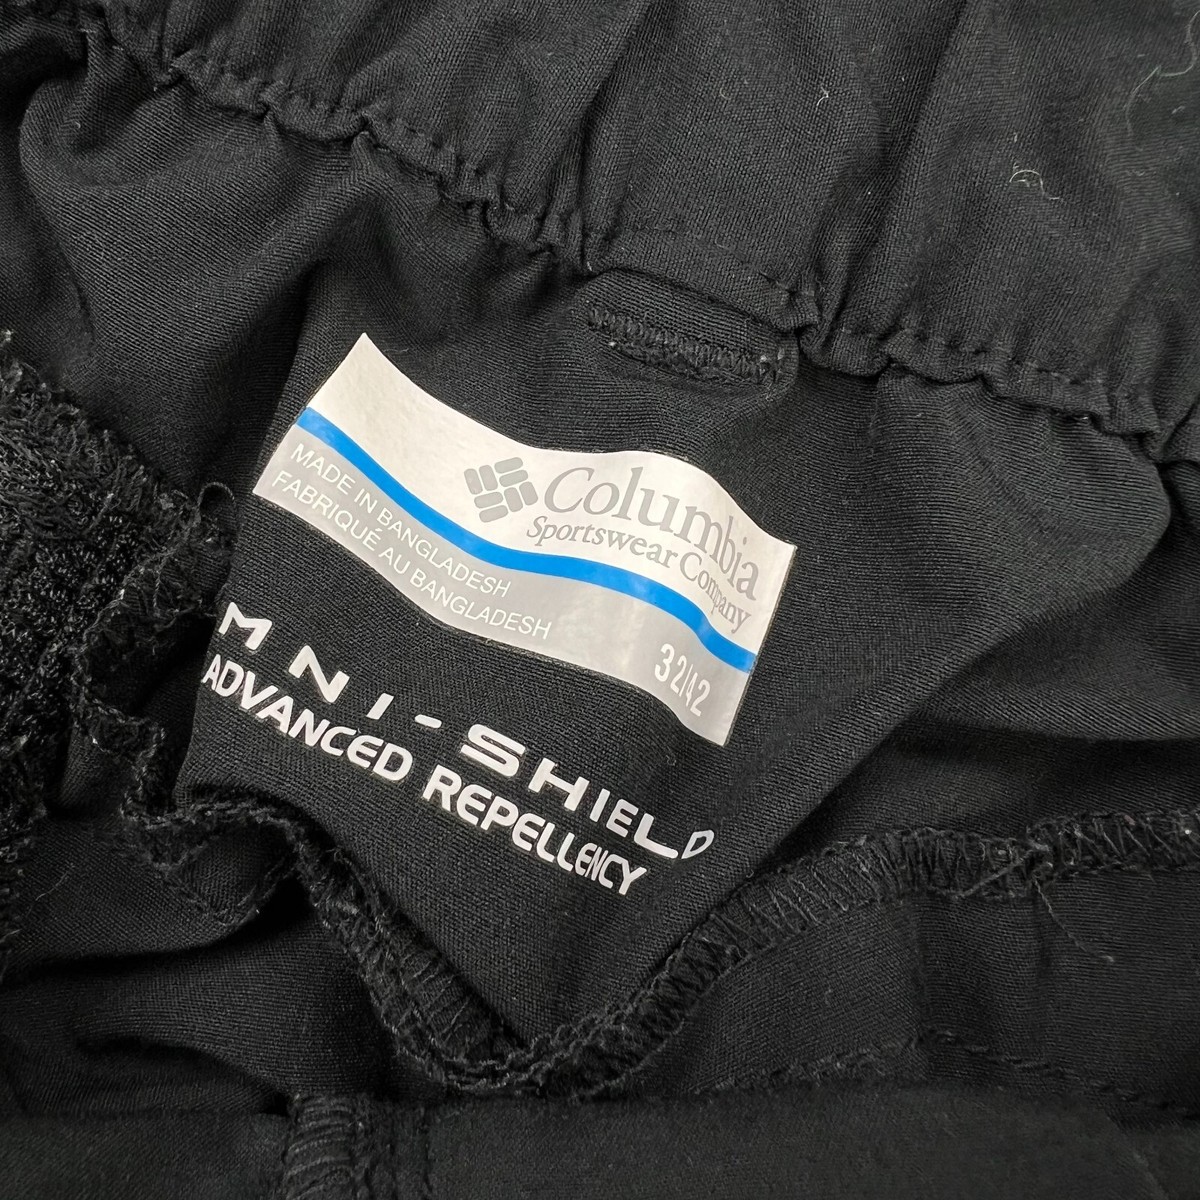 Columbia
Sportswear Company
MADE IN BANGLADESH
FABRIQUÉ AU BANGLADESH
32/42
MNI-SHIELD
ADVANCED REPELLENCY